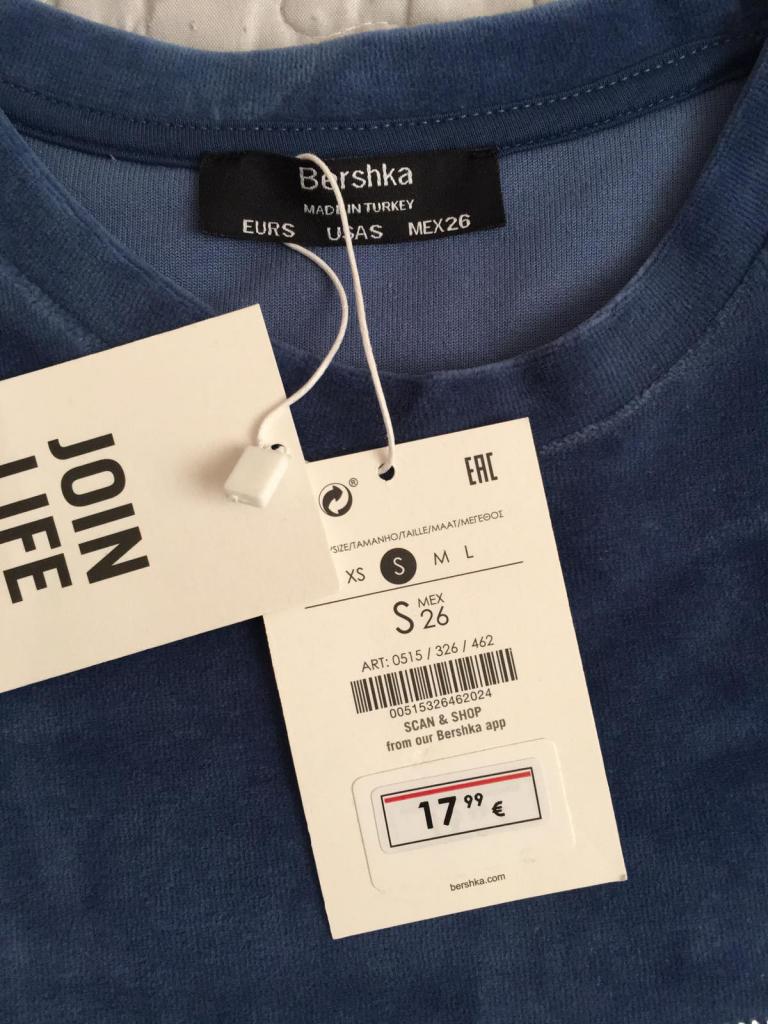 Bershka
MADE IN TURKEY
EUR S USA S MEX 26
JOIN
LIFE
®
EAC
SIZE/TAMANHO/TAILLE/MAAT/ΜΕΓΕΘΟΣ
XS S M L
S MEX 26
ART: 0515 / 326 / 462
00515326462024
SCAN & SHOP
from our Bershka app
17 99 €
bershka.com